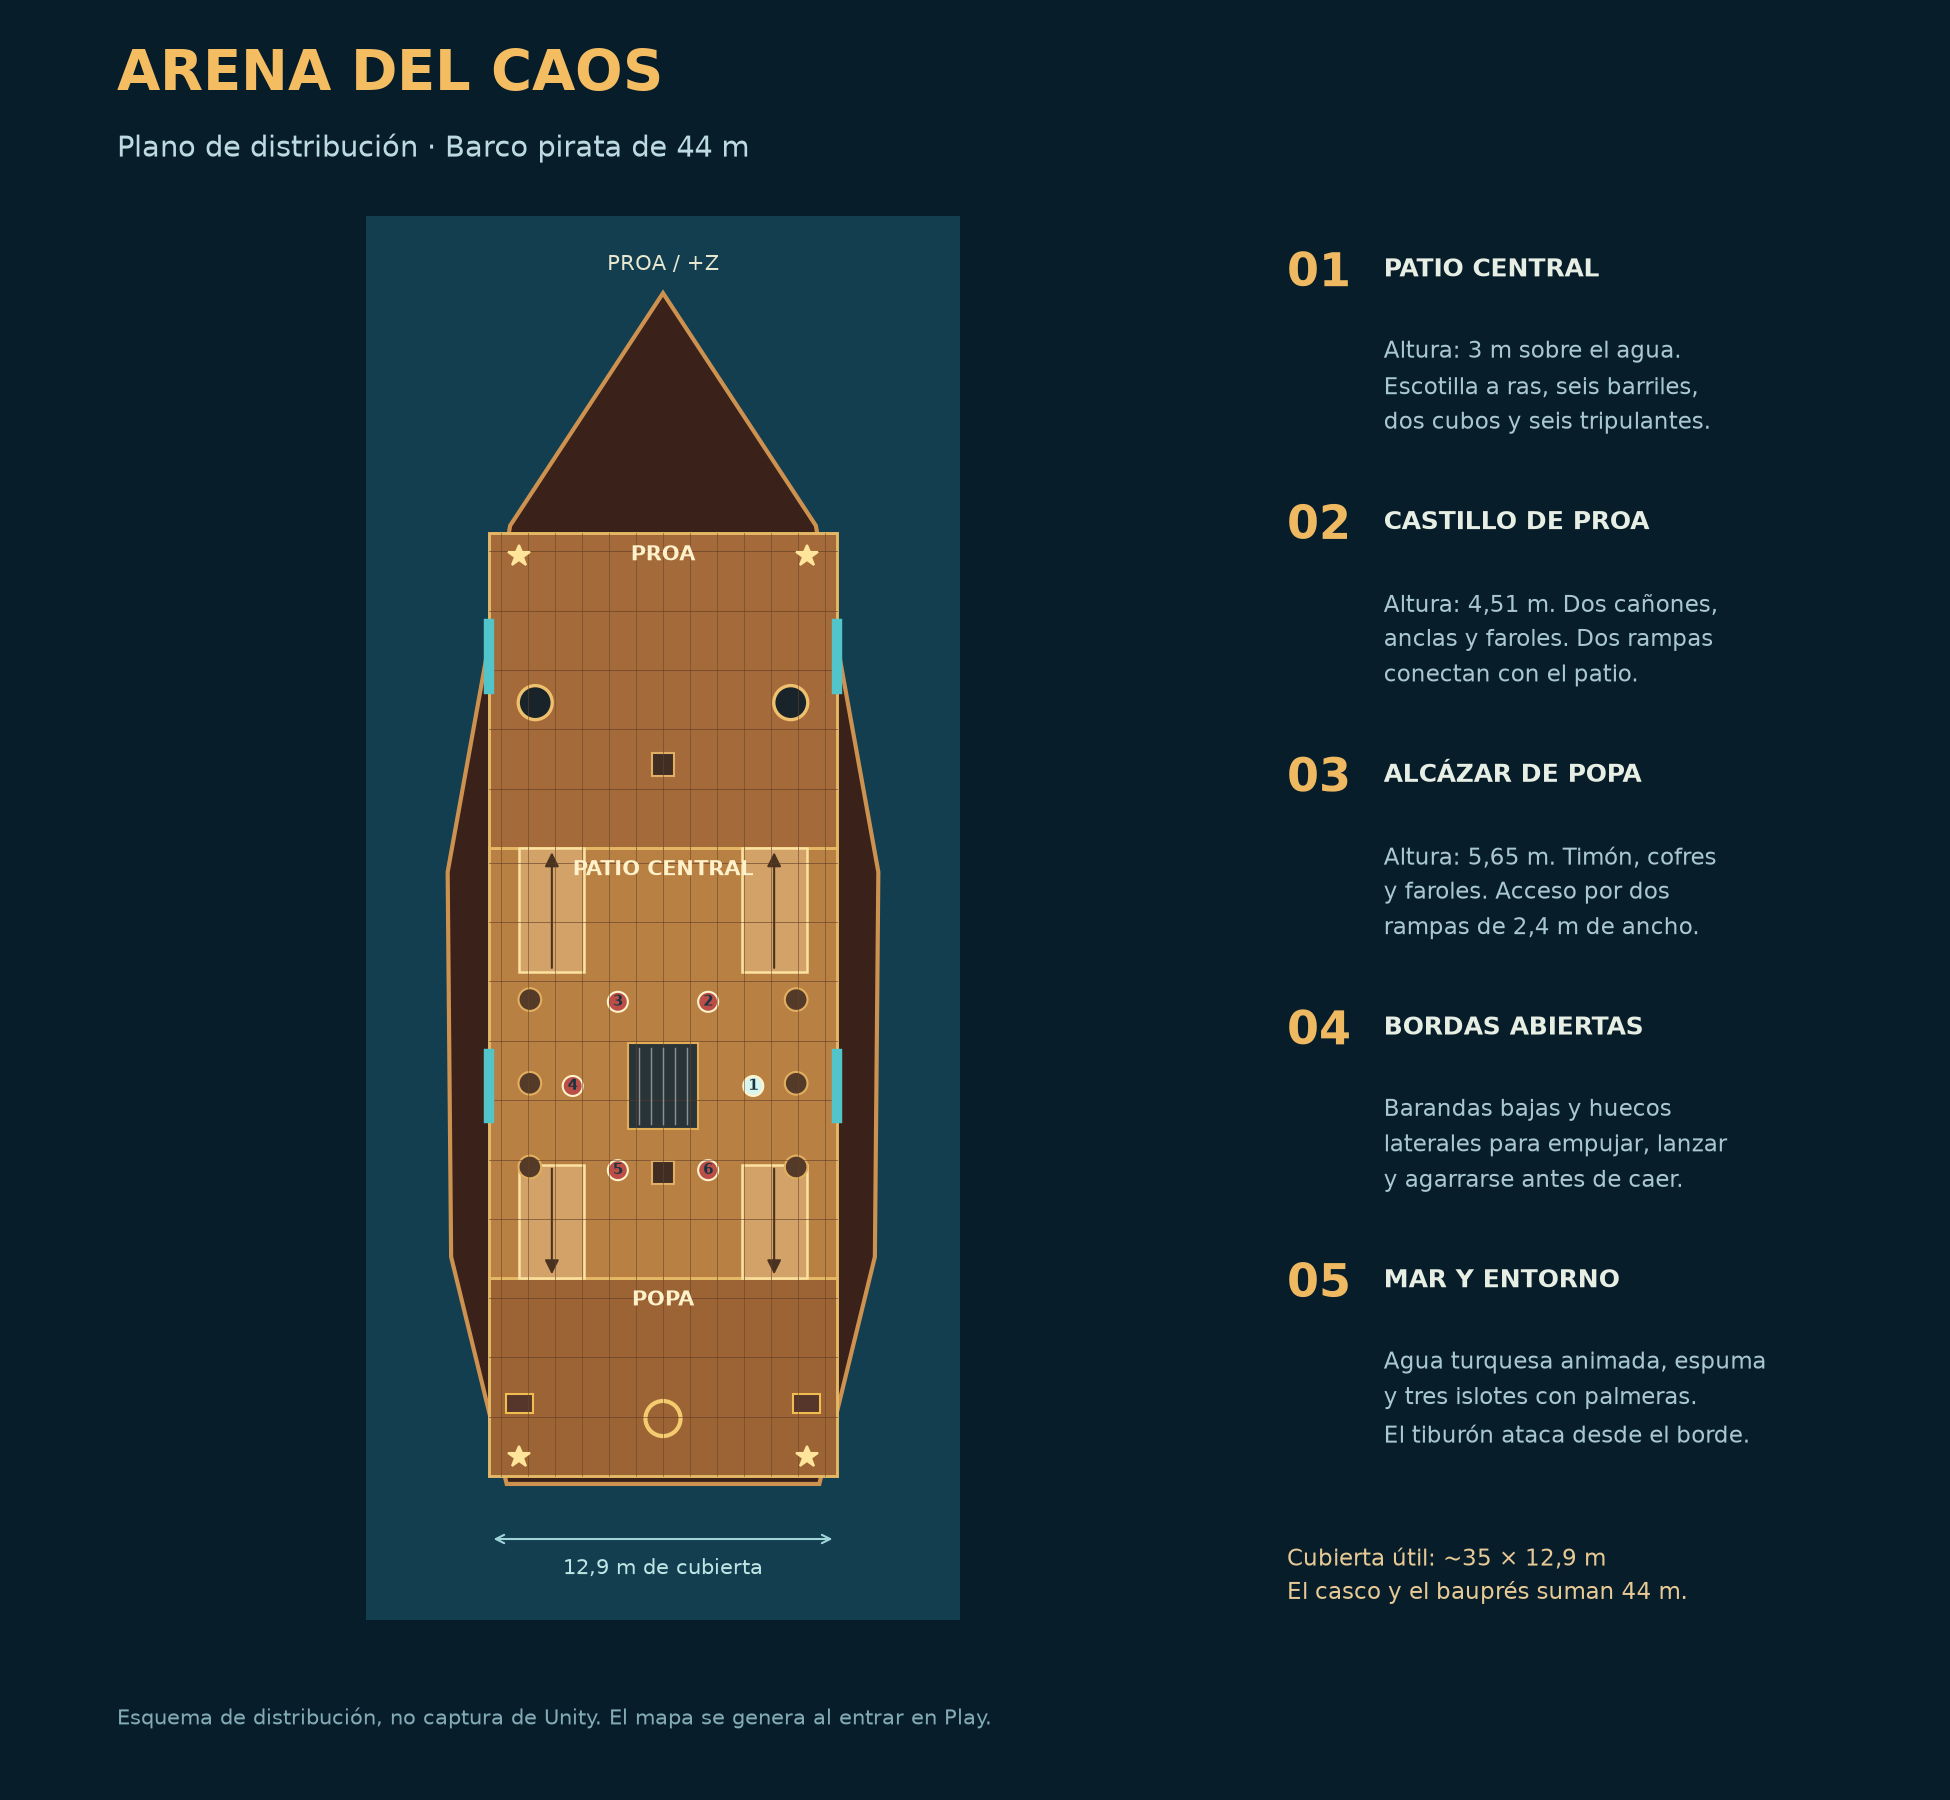 ARENA DEL CAOS
Plano de distribución · Barco pirata de 44 m
PROA / +Z
PROA
PATIO CENTRAL
3
2
4
1
5
6
POPA
12,9 m de cubierta
01 PATIO CENTRAL
Altura: 3 m sobre el agua.
Escotilla a ras, seis barriles,
dos cubos y seis tripulantes.
02 CASTILLO DE PROA
Altura: 4,51 m. Dos cañones,
anclas y faroles. Dos rampas
conectan con el patio.
03 ALCÁZAR DE POPA
Altura: 5,65 m. Timón, cofres
y faroles. Acceso por dos
rampas de 2,4 m de ancho.
04 BORDAS ABIERTAS
Barandas bajas y huecos
laterales para empujar, lanzar
y agarrarse antes de caer.
05 MAR Y ENTORNO
Agua turquesa animada, espuma
y tres islotes con palmeras.
El tiburón ataca desde el borde.
Cubierta útil: ~35 × 12,9 m
El casco y el bauprés suman 44 m.
Esquema de distribución, no captura de Unity. El mapa se genera al entrar en Play.